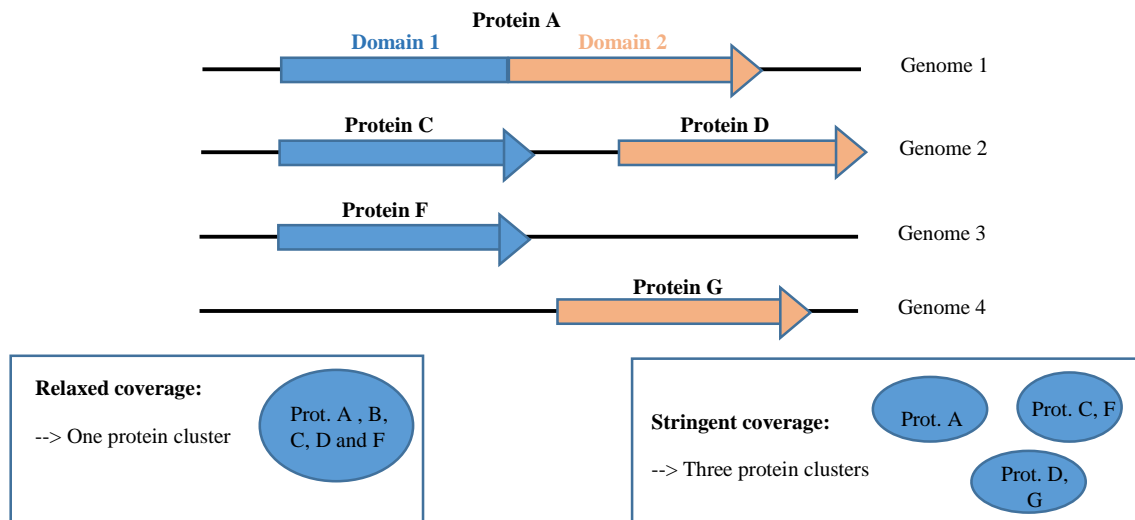 Protein A
Domain 1 Domain 2
Genome 1
Protein C Protein D
Genome 2
Protein F
Genome 3
Protein G
Genome 4
Relaxed coverage:
--> One protein cluster
Prot. A , B,
C, D and F
Stringent coverage:
--> Three protein clusters
Prot. A
Prot. C, F
Prot. D,
G